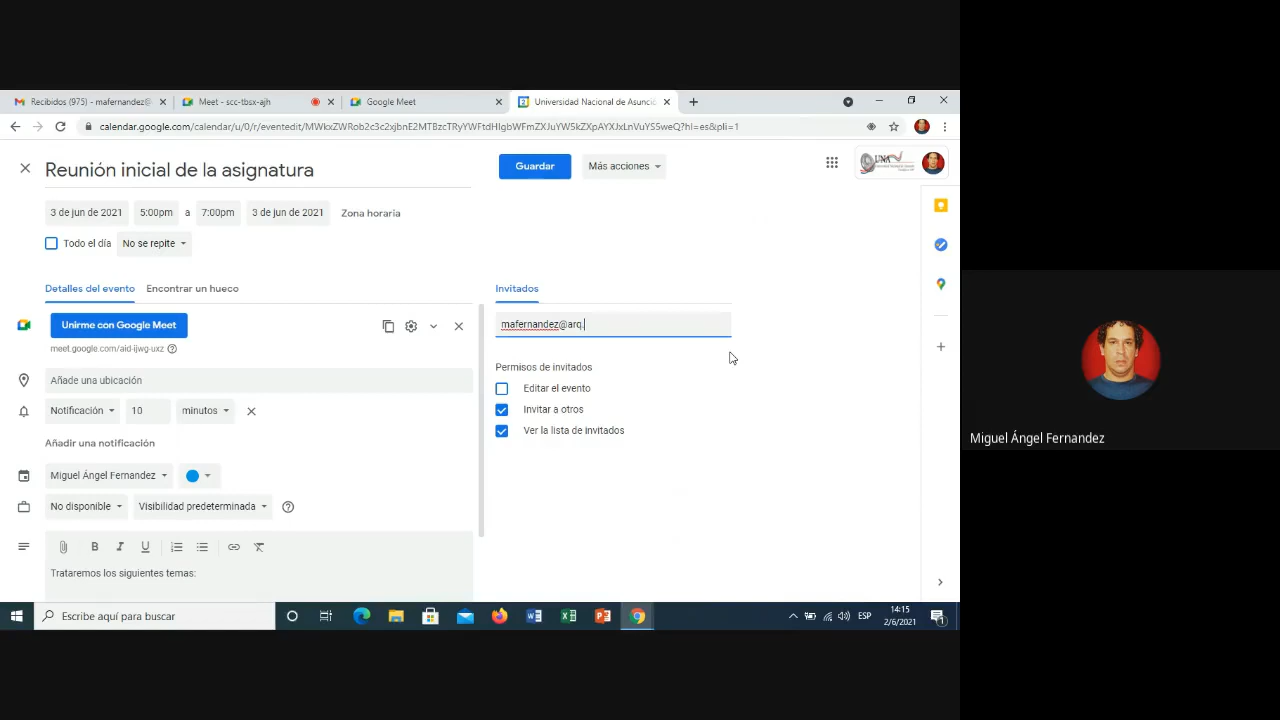 Recibidos (975) - mafernandez@
Meet - scc-tbsx-ajh
Google Meet
Universidad Nacional de Asunció
calendar.google.com/calendar/u/0/r/eventedit/MWkxZWRob2c3c2xjbnE2MTBzcTRyYWFtdHlgbWFmZXJuYW5kZXpAYXJxLnVuYS5weQ?hl=es&pli=1
Reunión inicial de la asignatura
Guardar
Más acciones
UNA
3 de jun de 2021 5:00pm a 7:00pm 3 de jun de 2021 Zona horaria
Todo el día No se repite
Detalles del evento Encontrar un hueco
Invitados
Unirme con Google Meet
mafernandez@arq.
meet.google.com/aid-ijwg-uxz
Permisos de invitados
Añade una ubicación
Editar el evento
Notificación 10 minutos
Invitar a otros
Ver la lista de invitados
Añadir una notificación
Miguel Ángel Fernandez
Miguel Ángel Fernandez
No disponible Visibilidad predeterminada
B I U
Trataremos los siguientes temas:
Escribe aquí para buscar
ESP
14:15
2/6/2021
1